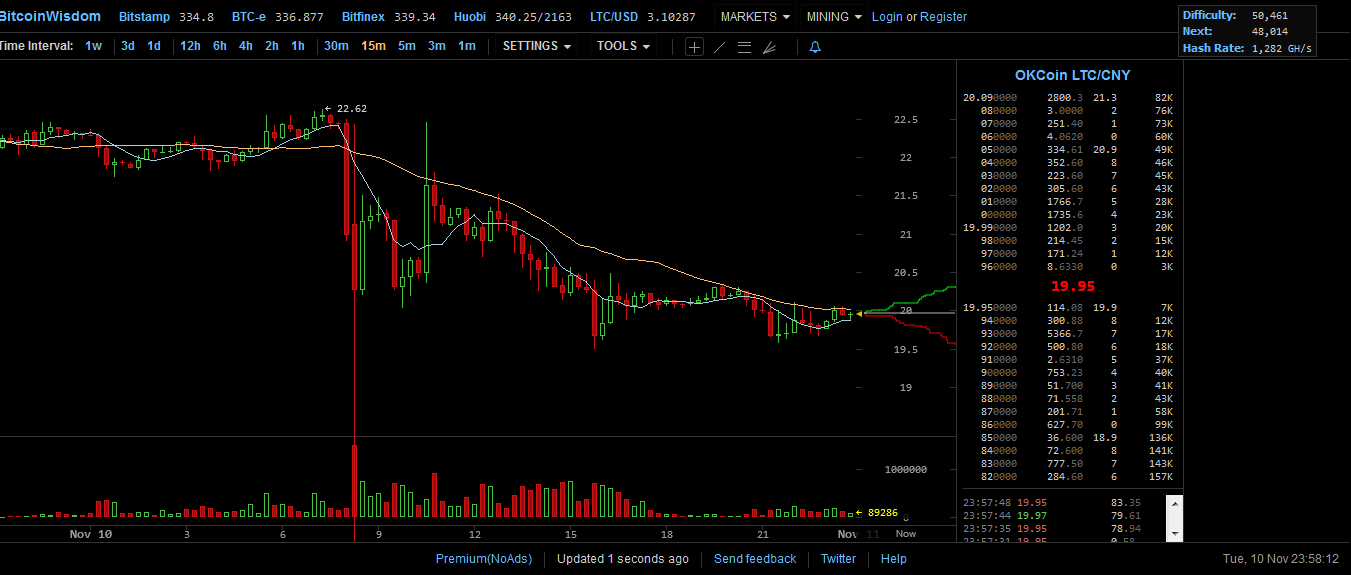 BitcoinWisdom Bitstamp 334.8 BTC-e 336.877 Bitfinex 339.34 Huobi 340.25/2163 LTC/USD 3.10287 MARKETS MINING Login or Register
Difficulty: 50,461
Next: 48,014
Hash Rate: 1,282 GH/s
Time Interval: 1w 3d 1d 12h 6h 4h 2h 1h 30m 15m 5m 3m 1m SETTINGS TOOLS
OKCoin LTC/CNY
20.090000 2800.3 21.3 82K
080000 3.0000 2 76K
070000 251.40 1 73K
060000 4.0620 0 60K
050000 334.61 20.9 49K
040000 352.60 8 46K
030000 223.60 7 45K
020000 305.60 6 43K
010000 1766.7 5 28K
000000 1735.6 4 23K
19.990000 1202.0 3 20K
980000 214.45 2 15K
970000 171.24 1 12K
960000 8.6330 0 3K
19.95
19.950000 114.08 19.9 7K
940000 300.88 8 12K
930000 5366.7 7 17K
920000 500.80 6 18K
910000 2.6310 5 37K
900000 753.23 4 40K
890000 51.700 3 41K
880000 71.558 2 43K
870000 201.71 1 58K
860000 627.70 0 99K
850000 36.600 18.9 136K
840000 72.600 8 141K
830000 777.50 7 143K
820000 284.60 6 157K
23:57:48 19.95 83.35
23:57:44 19.97 79.61
23:57:35 19.95 78.94
23:57:31 19.95 0.58
22.62
22.5
22
21.5
21
20.5
20
19.5
19
1000000
89286 0
Nov 10 3 6 9 12 15 18 21 Nov 11 Now
Premium(NoAds) Updated 1 seconds ago Send feedback Twitter Help Tue, 10 Nov 23:58:12